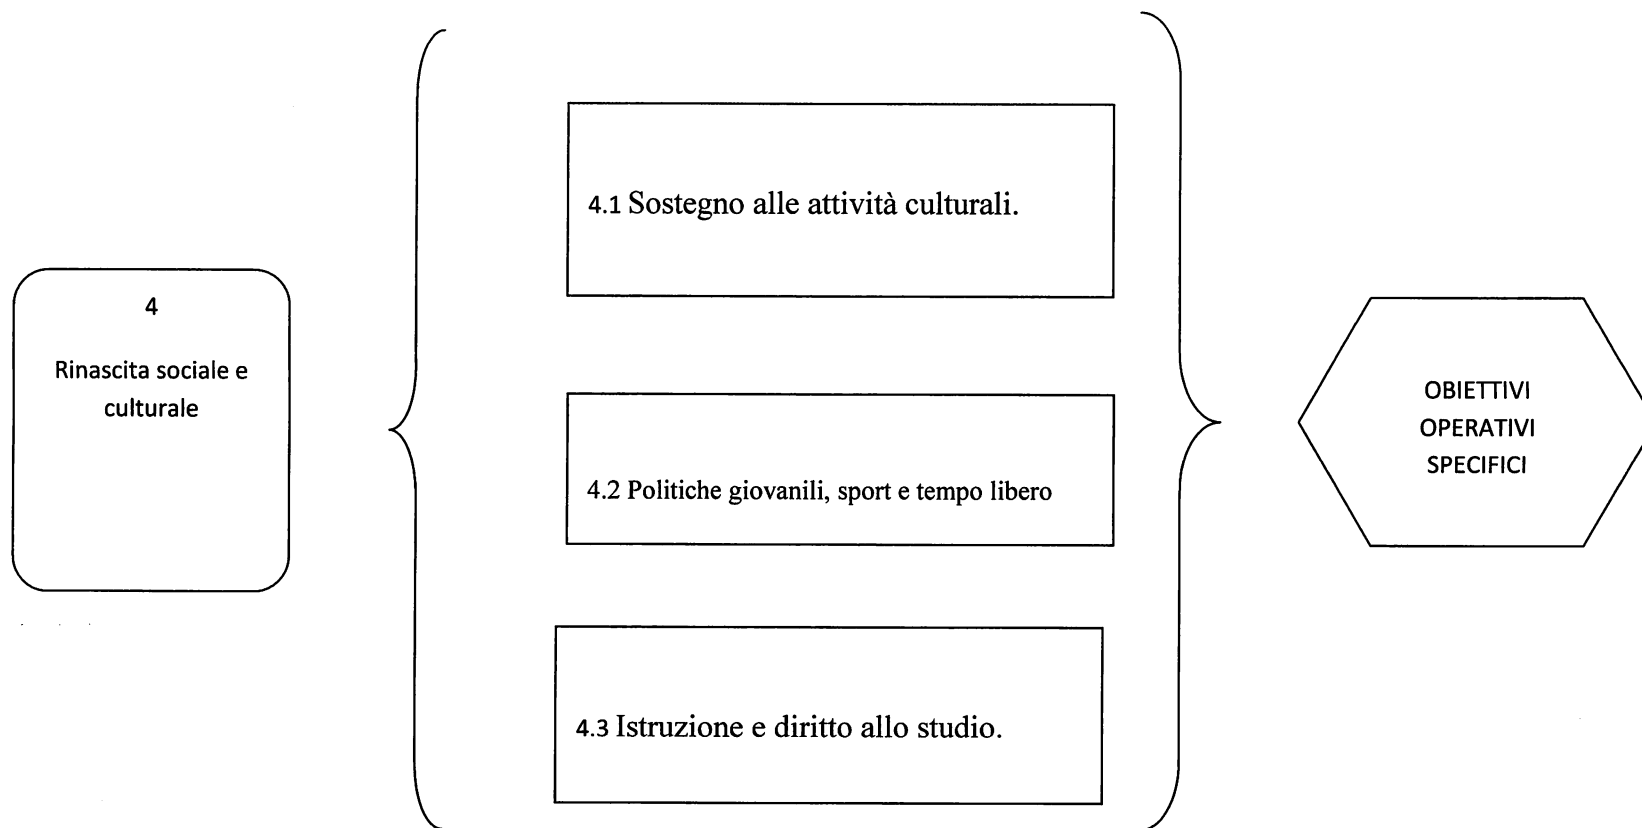 4
Rinascita sociale e
culturale
4.1 Sostegno alle attività culturali.
4.2 Politiche giovanili, sport e tempo libero
4.3 Istruzione e diritto allo studio.
OBIETTIVI
OPERATIVI
SPECIFICI